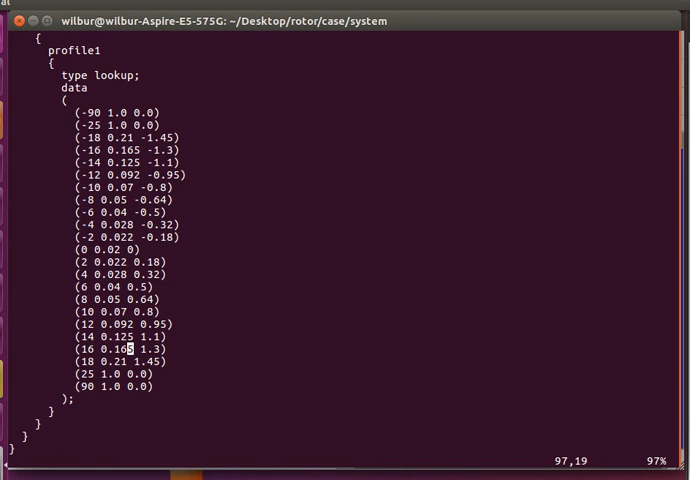 al
wilbur@wilbur-Aspire-E5-575G: ~/Desktop/rotor/case/system
{
profile1
{
type lookup;
data
(
(-90 1.0 0.0)
(-25 1.0 0.0)
(-18 0.21 -1.45)
(-16 0.165 -1.3)
(-14 0.125 -1.1)
(-12 0.092 -0.95)
(-10 0.07 -0.8)
(-8 0.05 -0.64)
(-6 0.04 -0.5)
(-4 0.028 -0.32)
(-2 0.022 -0.18)
(0 0.02 0)
(2 0.022 0.18)
(4 0.028 0.32)
(6 0.04 0.5)
(8 0.05 0.64)
(10 0.07 0.8)
(12 0.092 0.95)
(14 0.125 1.1)
(16 0.165 1.3)
(18 0.21 1.45)
(25 1.0 0.0)
(90 1.0 0.0)
);
}
}
}
}
97,19 97%